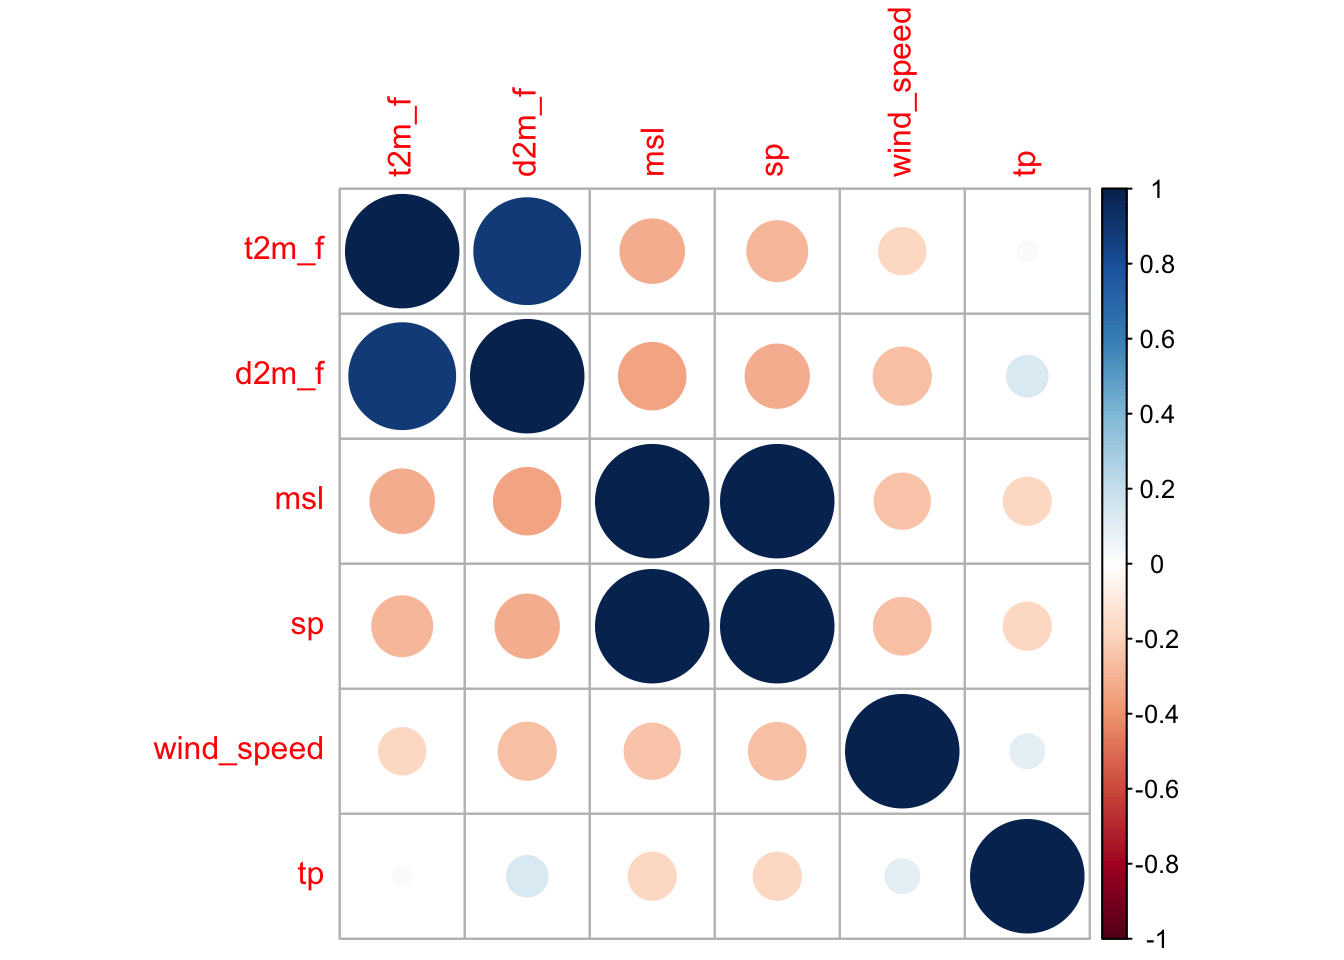 t2m_f
d2m_f
msl
sp
wind_speed
tp
t2m_f
d2m_f
msl
sp
wind_speed
tp
1
0.8
0.6
0.4
0.2
0
-0.2
-0.4
-0.6
-0.8
-1